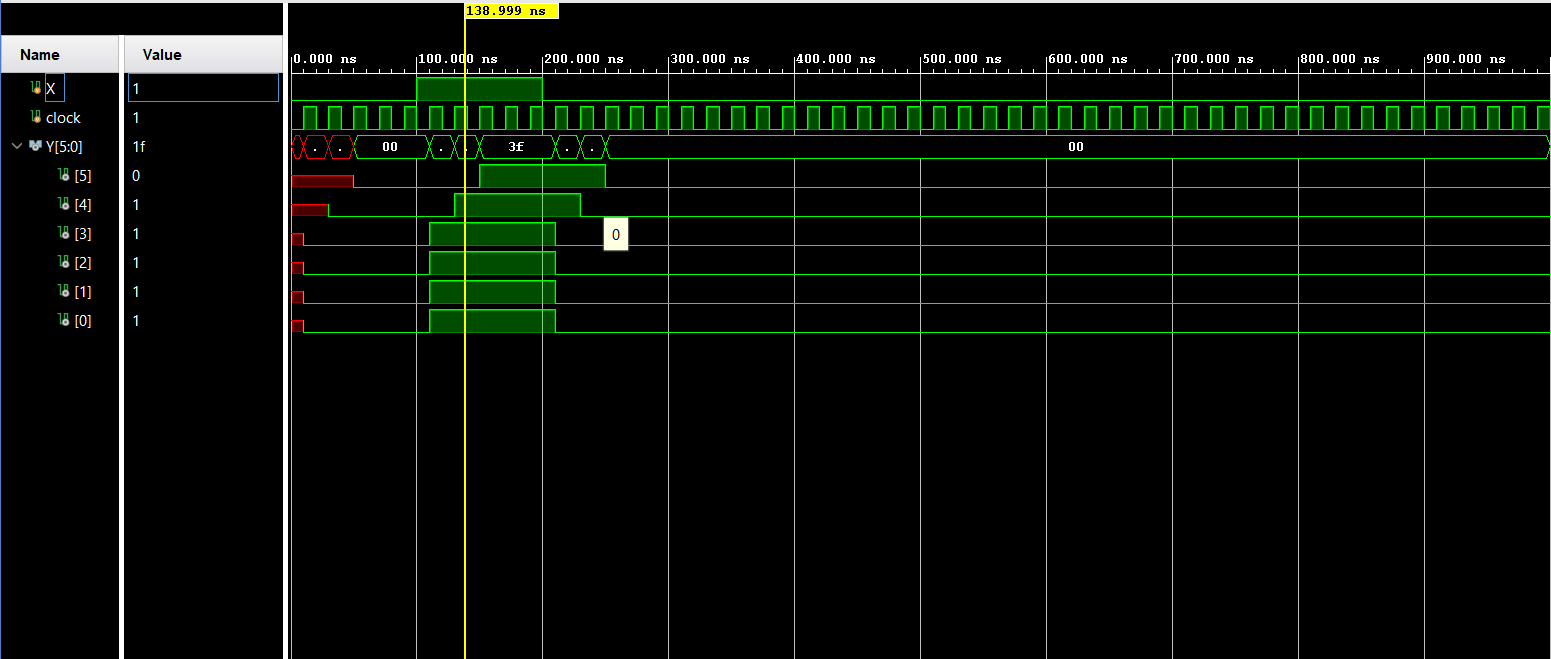 138.999 ns
Name Value
0.000 ns 100.000 ns 200.000 ns 300.000 ns 400.000 ns 500.000 ns 600.000 ns 700.000 ns 800.000 ns 900.000 ns
X 1
clock 1
Y[5:0] 1f . . 00 . . 3f . . 00
[5] 0
[4] 1
[3] 1 0
[2] 1
[1] 1
[0] 1